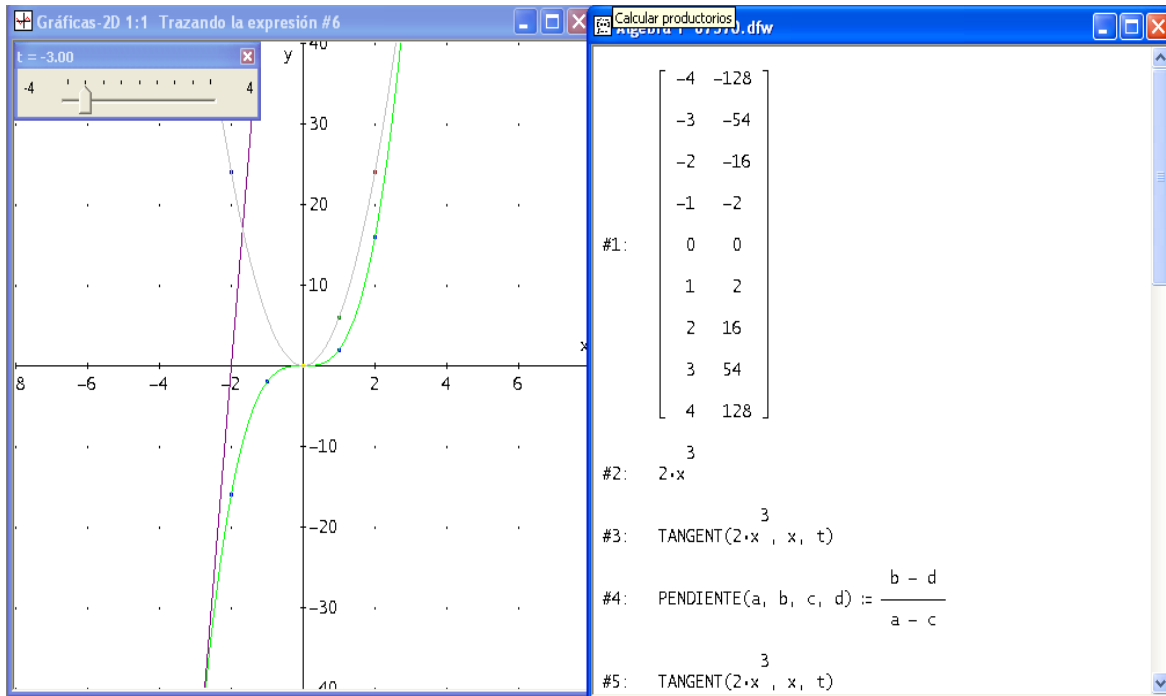 Gráficas-2D 1:1 Trazando la expresión #6
t = -3.00
-4 4
y
40
30
20
10
x
8 -6 -4 -2 2 4 6
-10
-20
-30
40
Calcular productorios
.dfw
#1:
-4 -128
-3 -54
-2 -16
-1 -2
0 0
1 2
2 16
3 54
4 128
#2: 2·x³
#3: TANGENT(2·x³, x, t)
#4: PENDIENTE(a, b, c, d) := (b - d)/(a - c)
#5: TANGENT(2·x³, x, t)